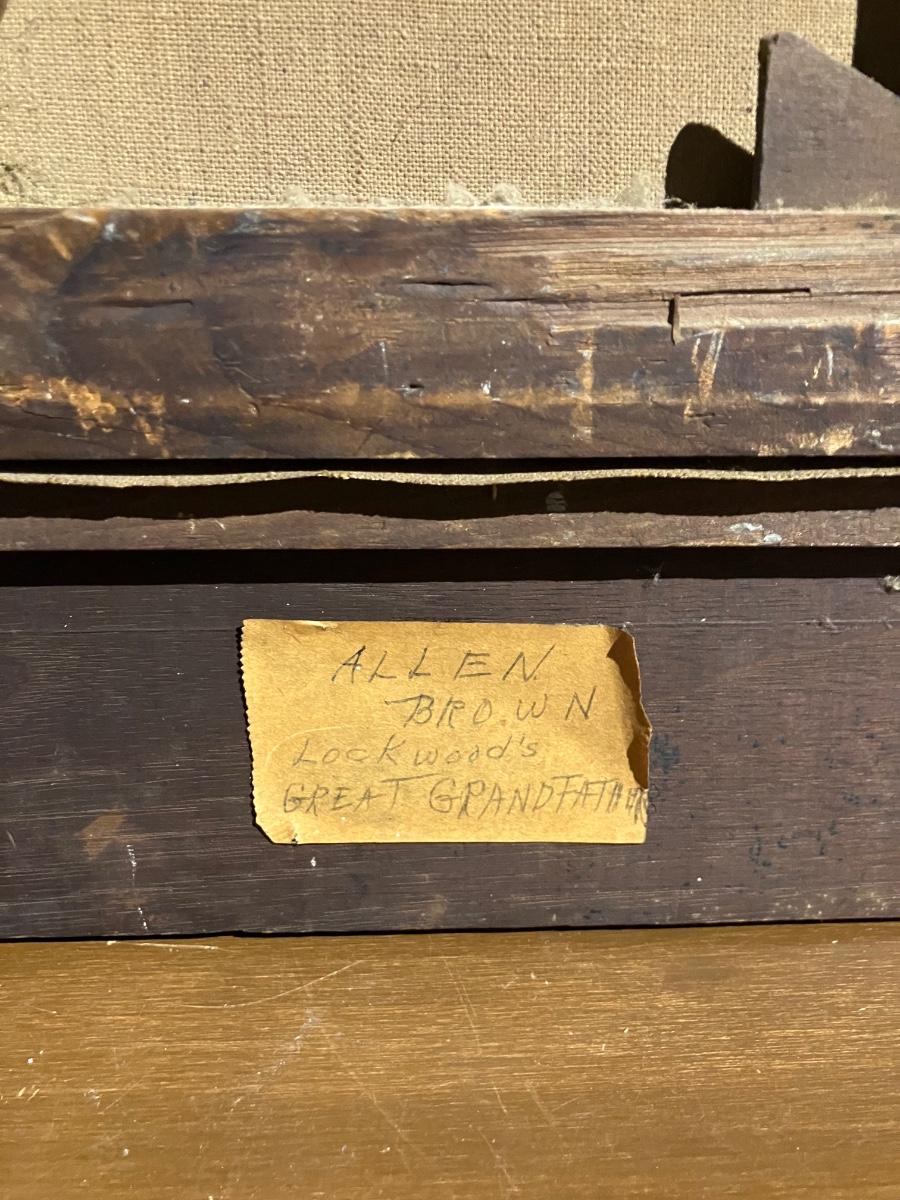 ALLEN
BROWN
Lockwood's
GREAT GRANDFATHER